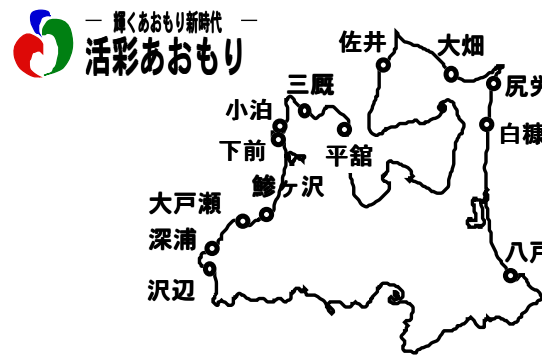 ― 輝くあおもり新時代 ―
活彩あおもり
佐井
大畑
三厩
尻労
小泊
白糠
下前
平舘
鰺ヶ沢
大戸瀬
深浦
八戸
沢辺